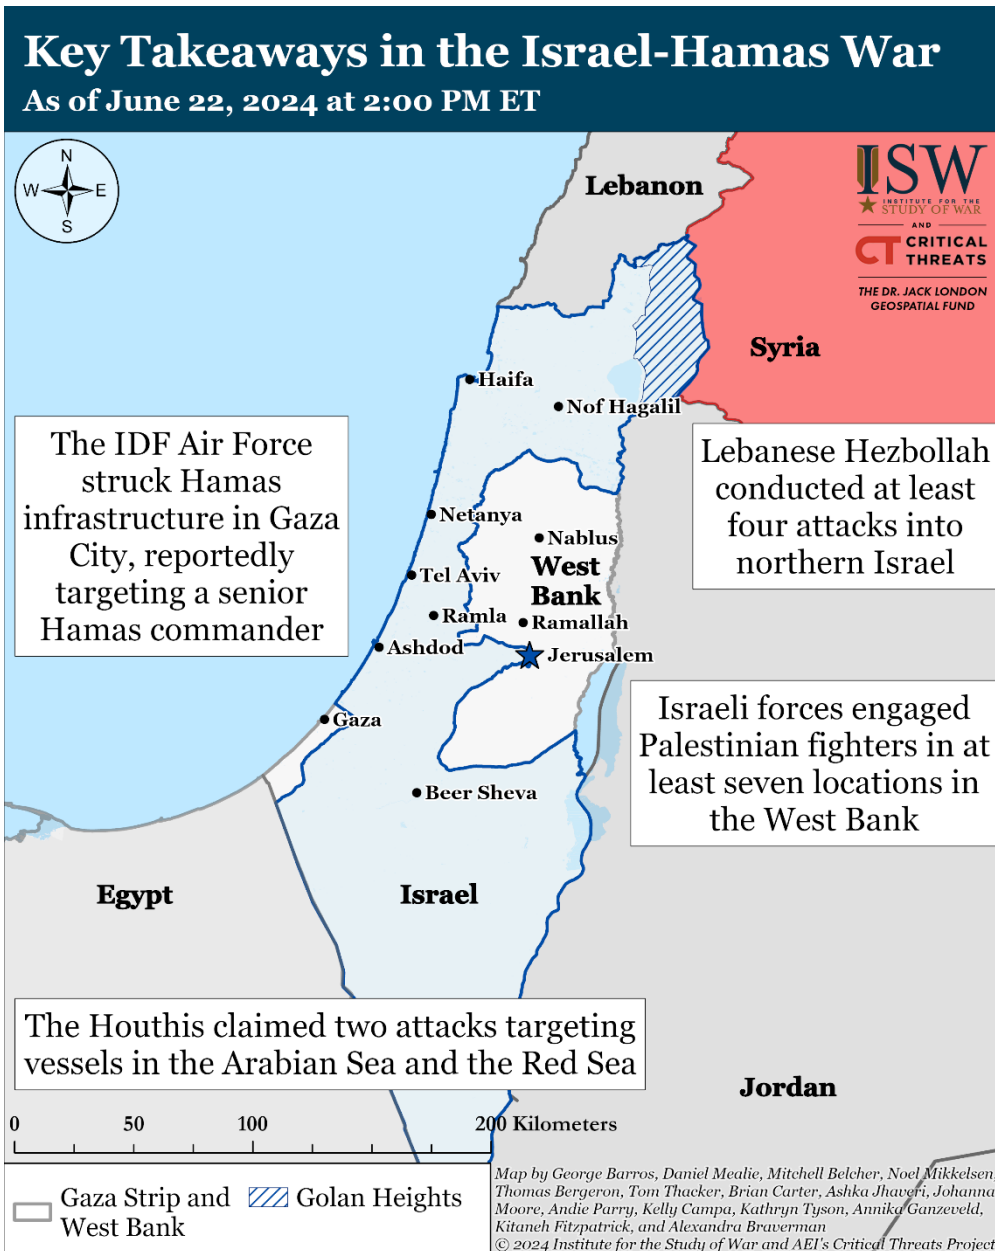 Key Takeaways in the Israel-Hamas War
As of June 22, 2024 at 2:00 PM ET
N
W E
S
Lebanon
ISW
INSTITUTE FOR THE
STUDY OF WAR
AND
CT CRITICAL
THREATS
THE DR. JACK LONDON
GEOSPATIAL FUND
Syria
Haifa
Nof Hagalil
The IDF Air Force
struck Hamas
infrastructure in Gaza
City, reportedly
targeting a senior
Hamas commander
Lebanese Hezbollah
conducted at least
four attacks into
northern Israel
Netanya
Nablus
West
Bank
Tel Aviv
Ramla
Ramallah
Ashdod
Jerusalem
Gaza
Israeli forces engaged
Palestinian fighters in at
least seven locations in
the West Bank
Beer Sheva
Egypt
Israel
The Houthis claimed two attacks targeting
vessels in the Arabian Sea and the Red Sea
Jordan
0 50 100 200 Kilometers
Gaza Strip and
West Bank
Golan Heights
Map by George Barros, Daniel Mealie, Mitchell Belcher, Noel Mikkelsen,
Thomas Bergeron, Tom Thacker, Brian Carter, Ashka Jhaveri, Johanna
Moore, Andie Parry, Kelly Campa, Kathryn Tyson, Annika Ganzeveld,
Kitaneh Fitzpatrick, and Alexandra Braverman
© 2024 Institute for the Study of War and AEI's Critical Threats Project